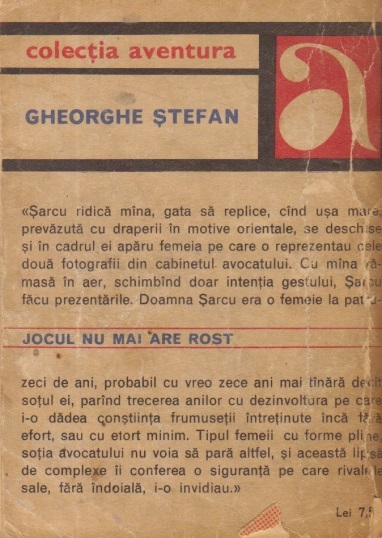 colecția aventura
a
GHEORGHE ȘTEFAN
«Șarcu ridică mîna, gata să replice, cînd ușa mare,
prevăzută cu draperii în motive orientale, se deschise
și în cadrul ei apăru femeia pe care o reprezentau cele
două fotografii din cabinetul avocatului. Cu mîna ră-
masă în aer, schimbînd doar intenția gestului, Șarcu
făcu prezentările. Doamna Șarcu era o femeie la patru-
JOCUL NU MAI ARE ROST
zeci de ani, probabil cu vreo zece ani mai tînără decît
soțul ei, parînd trecerea anilor cu dezinvoltura pe care
i-o dădea conștiința frumuseții întreținute încă fără
efort, sau cu efort minim. Tipul femeii cu forme pline,
soția avocatului nu voia să pară altfel, și această lipsă
de complexe îi conferea o siguranță pe care rivalele
sale, fără îndoială, i-o invidiau.»
Lei 7,5